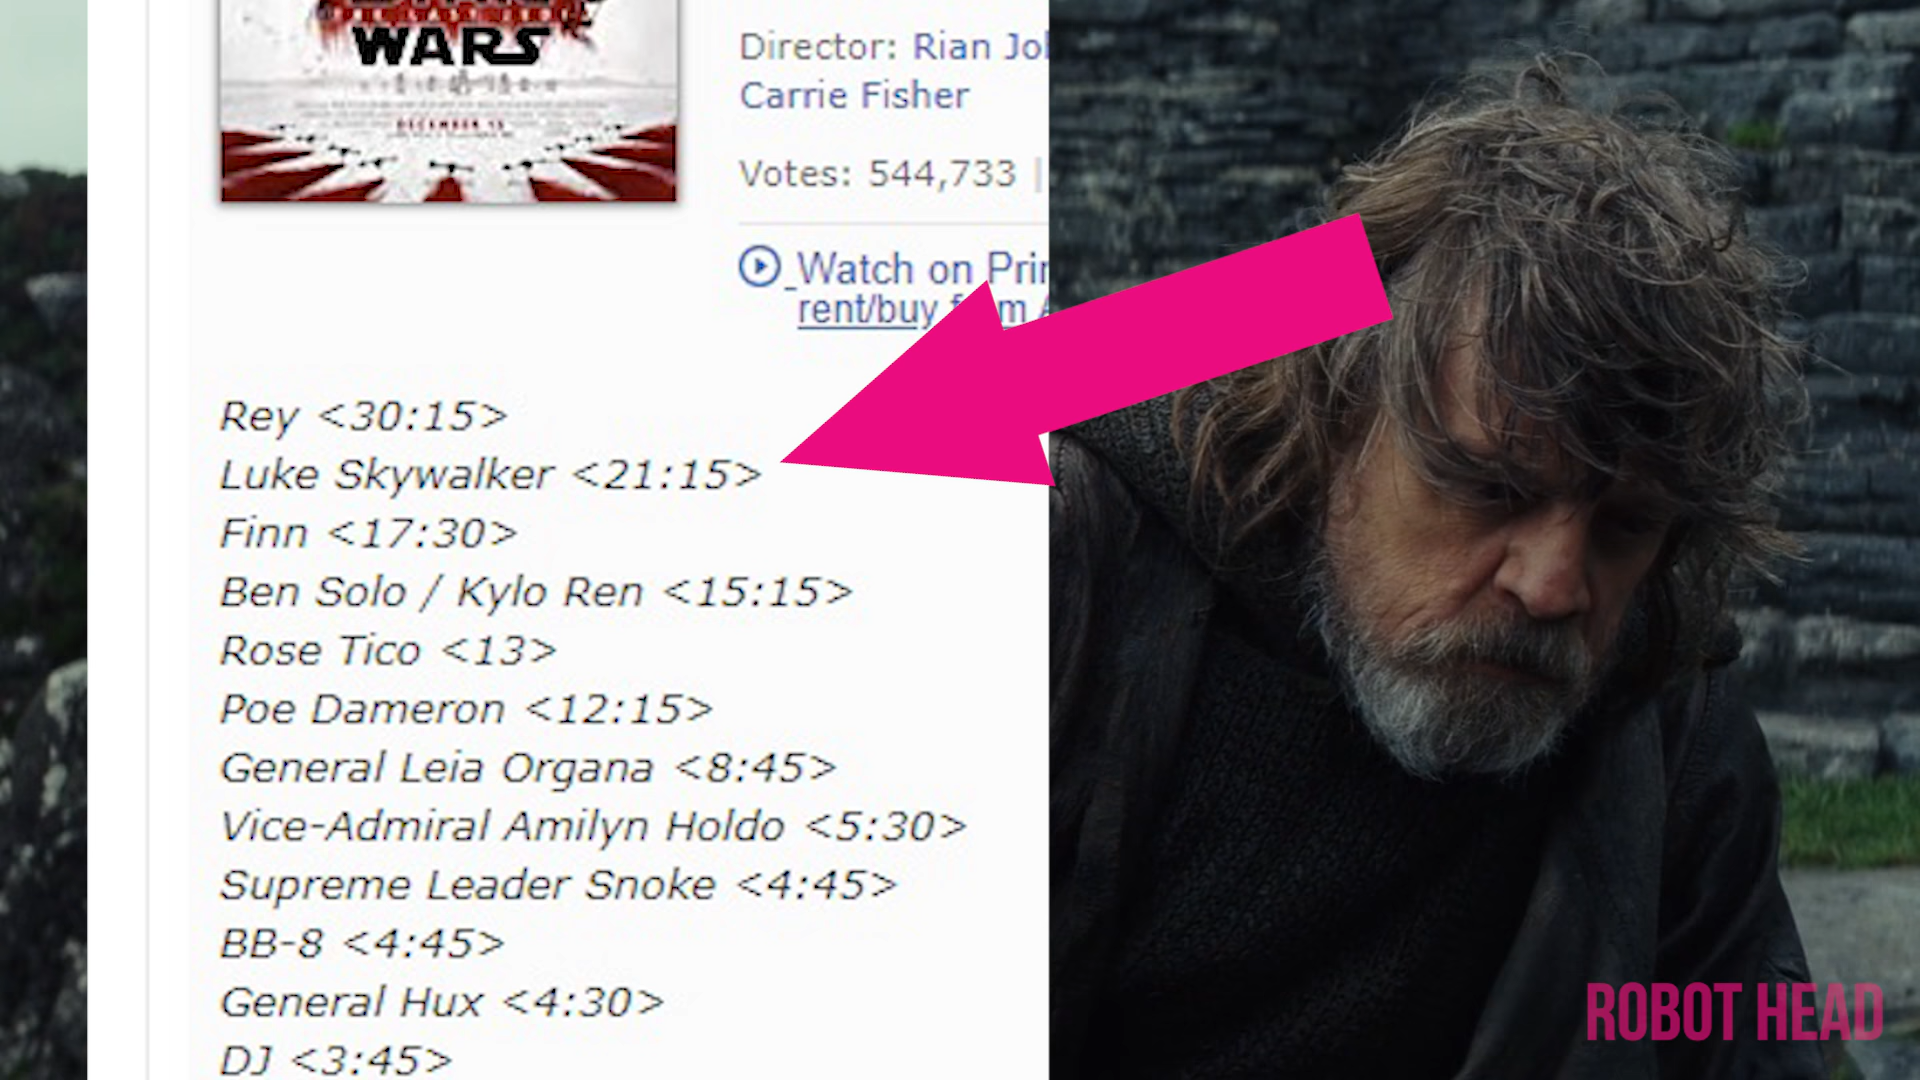 WARS
DECEMBER 15
Director: Rian Jo
Carrie Fisher
Votes: 544,733 |
Watch on Pri
rent/buy
Rey <30:15>
Luke Skywalker <21:15>
Finn <17:30>
Ben Solo / Kylo Ren <15:15>
Rose Tico <13>
Poe Dameron <12:15>
General Leia Organa <8:45>
Vice-Admiral Amilyn Holdo <5:30>
Supreme Leader Snoke <4:45>
BB-8 <4:45>
General Hux <4:30>
DJ <3:45>
ROBOT HEAD